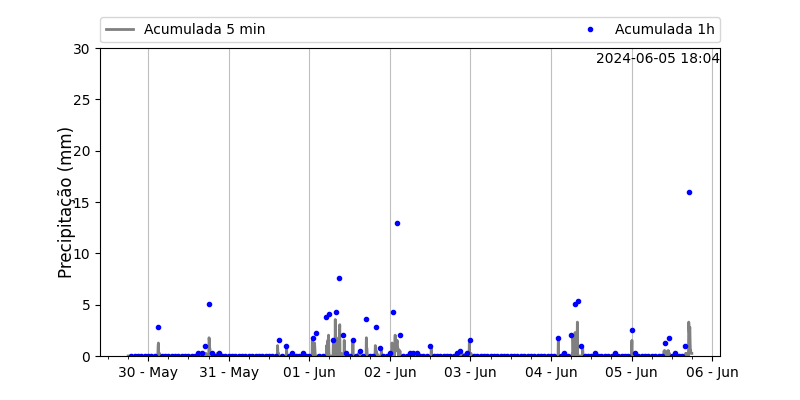 Acumulada 5 min
Acumulada 1h
2024-06-05 18:04
Precipitação (mm)
30
25
20
15
10
5
0
30 - May 31 - May 01 - Jun 02 - Jun 03 - Jun 04 - Jun 05 - Jun 06 - Jun